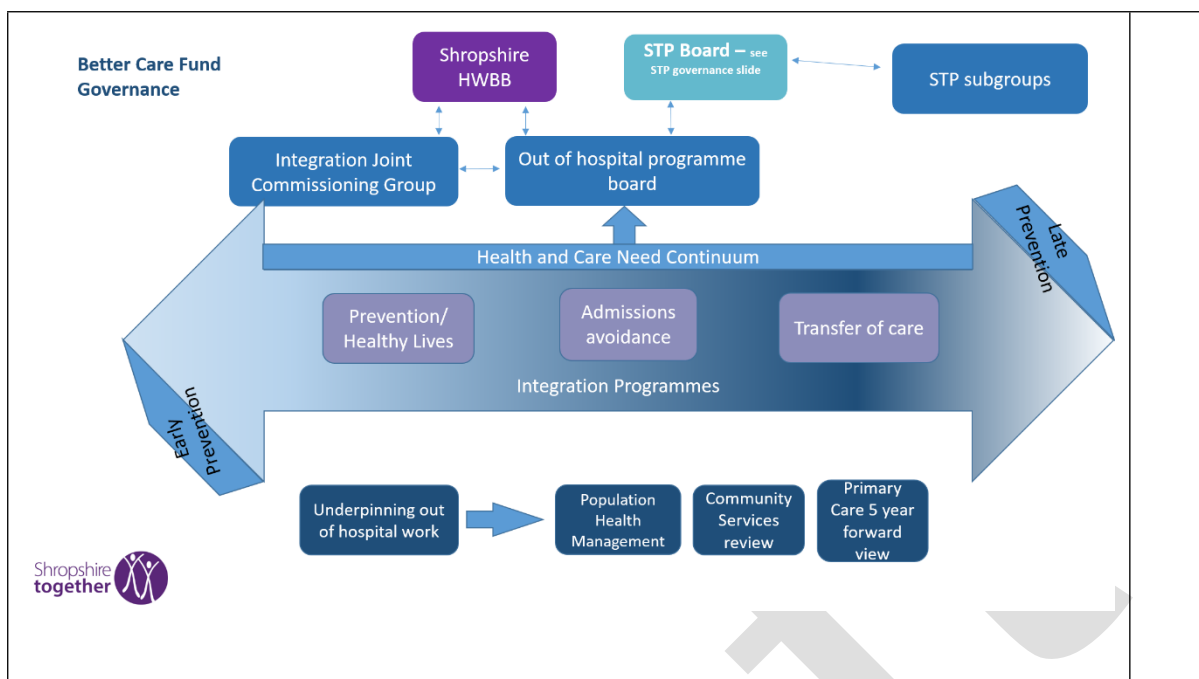 Better Care Fund
Governance
Shropshire
HWBB
STP Board – see
STP governance slide
STP subgroups
Integration Joint
Commissioning Group
Out of hospital programme
board
Health and Care Need Continuum
Late
Prevention
Prevention/
Healthy Lives
Admissions
avoidance
Transfer of care
Integration Programmes
Early
Prevention
Underpinning out
of hospital work
Population
Health
Management
Community
Services
review
Primary
Care 5 year
forward
view
Shropshire
together